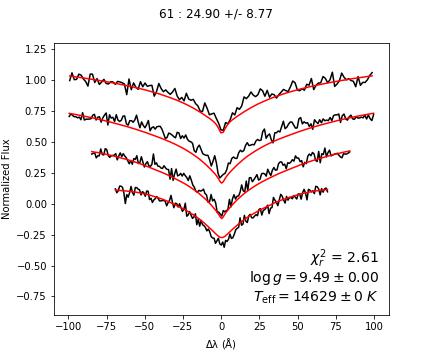 61 : 24.90 +/- 8.77
1.25
1.00
0.75
0.50
0.25
0.00
−0.25
−0.50
−0.75
Normalized Flux
χ²ᵣ = 2.61
log g = 9.49 ± 0.00
Teff = 14629 ± 0 K
−100 −75 −50 −25 0 25 50 75 100
Δλ (Å)